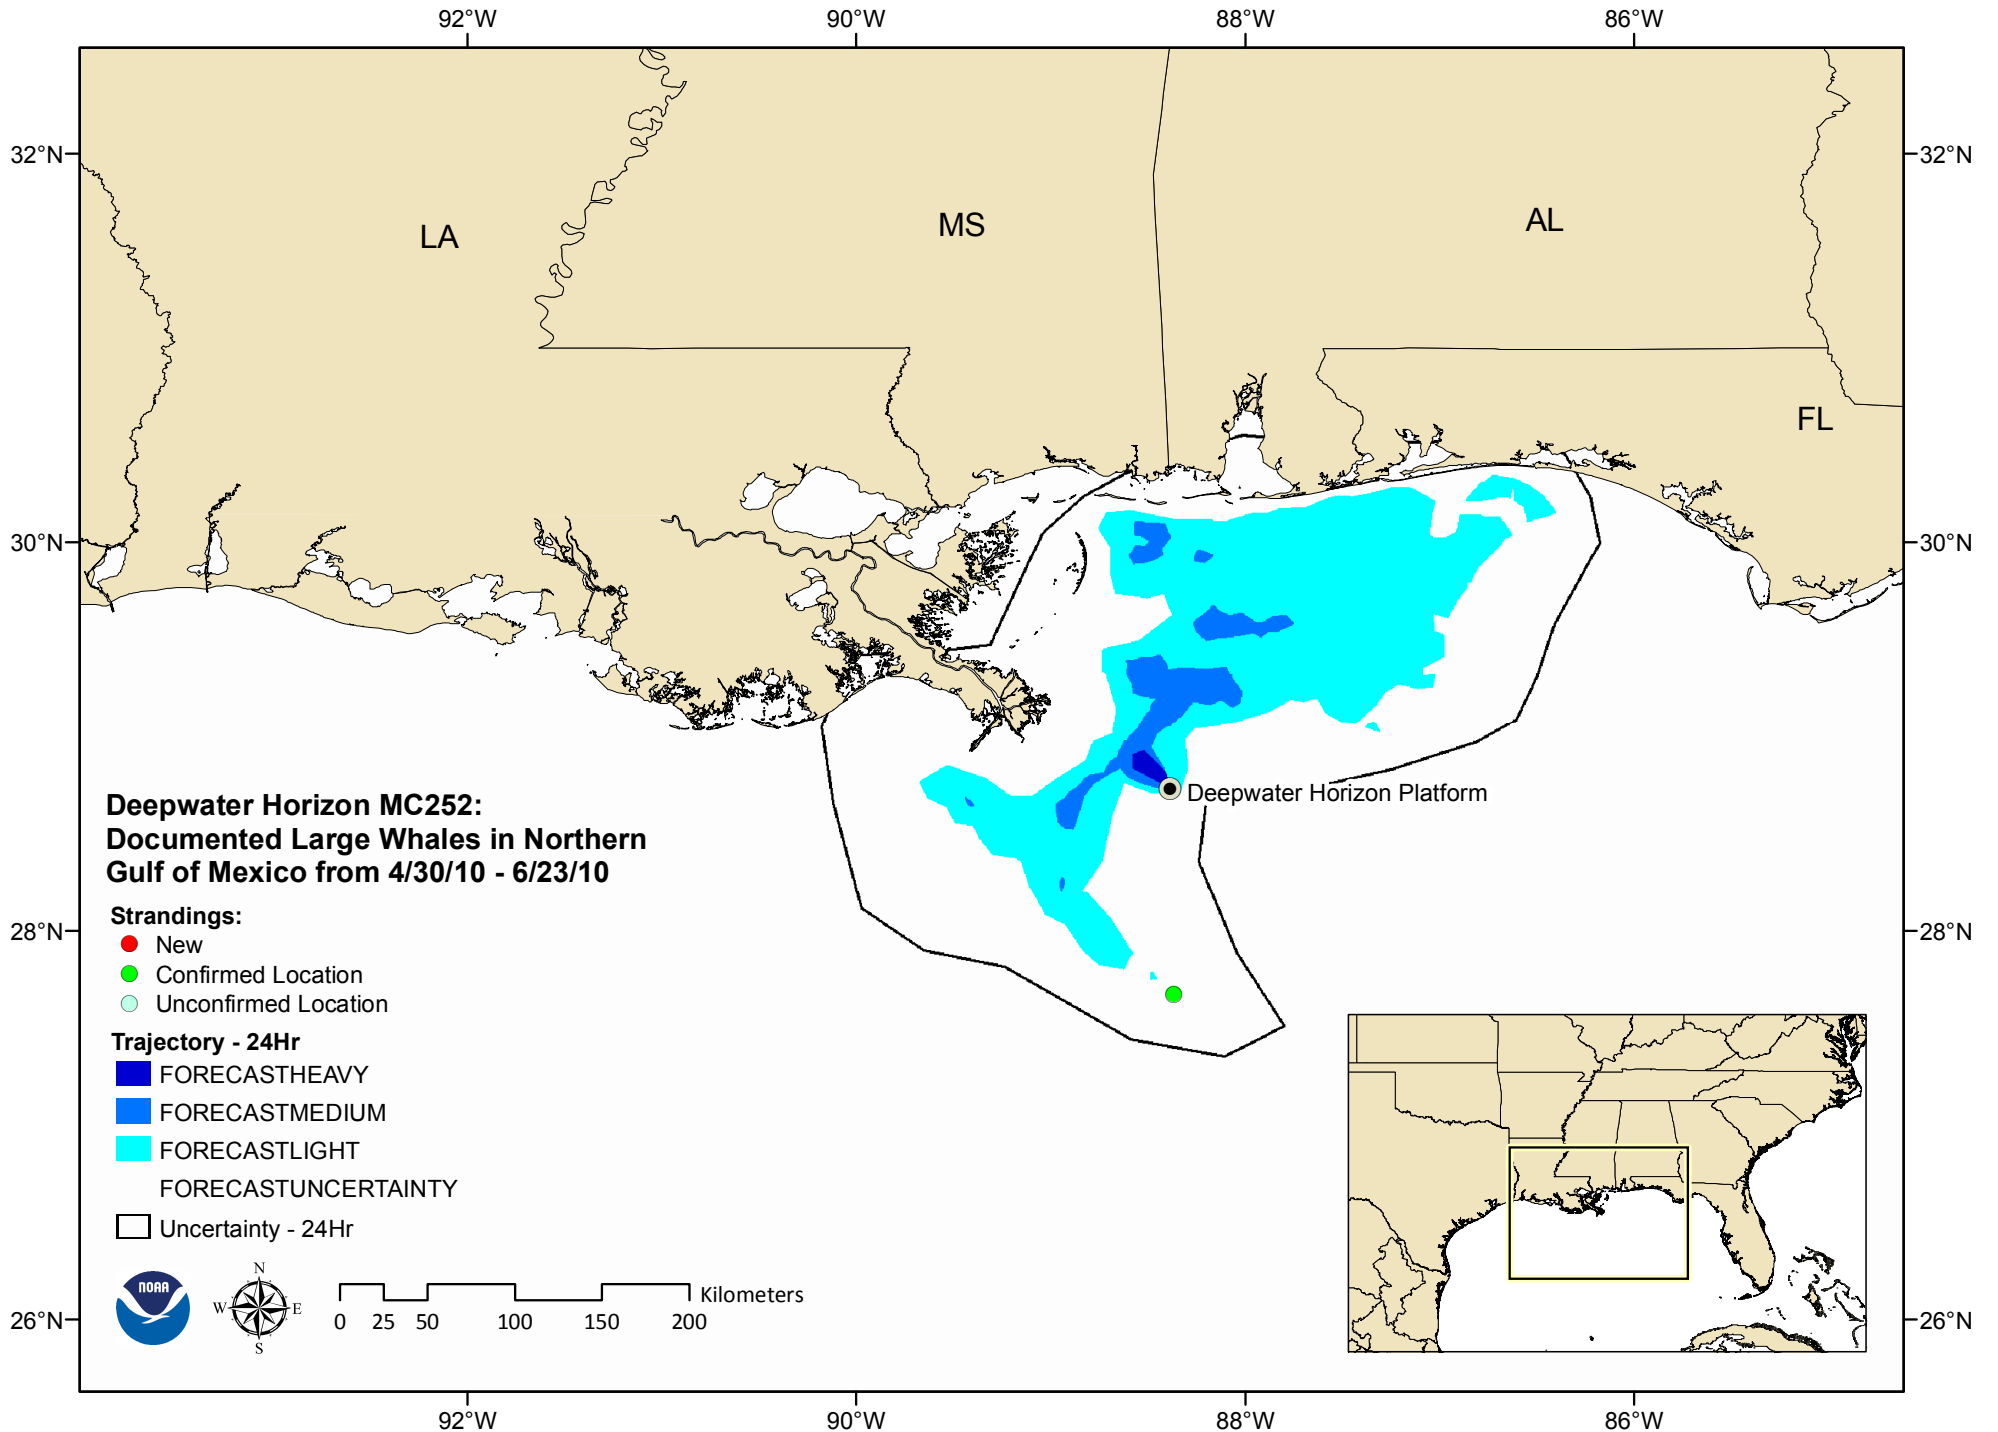 92°W 90°W 88°W 86°W
32°N 32°N
LA MS AL
FL
30°N 30°N
Deepwater Horizon Platform
Deepwater Horizon MC252:
Documented Large Whales in Northern
Gulf of Mexico from 4/30/10 - 6/23/10
Strandings:
28°N 28°N
New
Confirmed Location
Unconfirmed Location
Trajectory - 24Hr
FORECASTHEAVY
FORECASTMEDIUM
FORECASTLIGHT
FORECASTUNCERTAINTY
Uncertainty - 24Hr
NOAA
N
W E
S
Kilometers
0 25 50 100 150 200
26°N 26°N
92°W 90°W 88°W 86°W